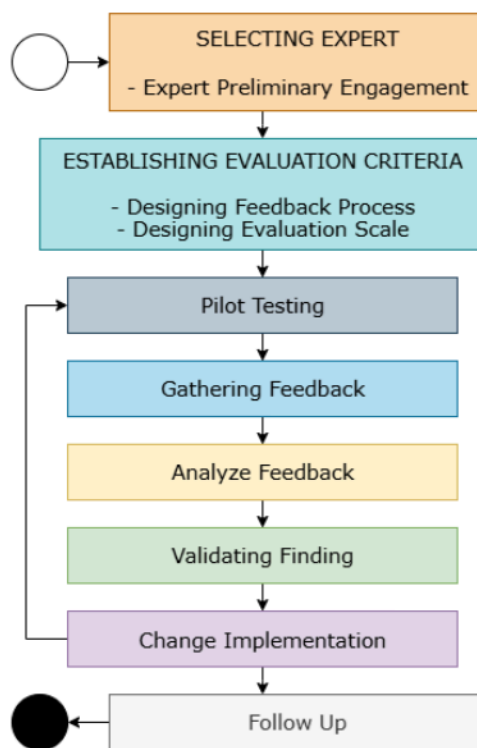 SELECTING EXPERT
- Expert Preliminary Engagement
ESTABLISHING EVALUATION CRITERIA
- Designing Feedback Process
- Designing Evaluation Scale
Pilot Testing
Gathering Feedback
Analyze Feedback
Validating Finding
Change Implementation
Follow Up